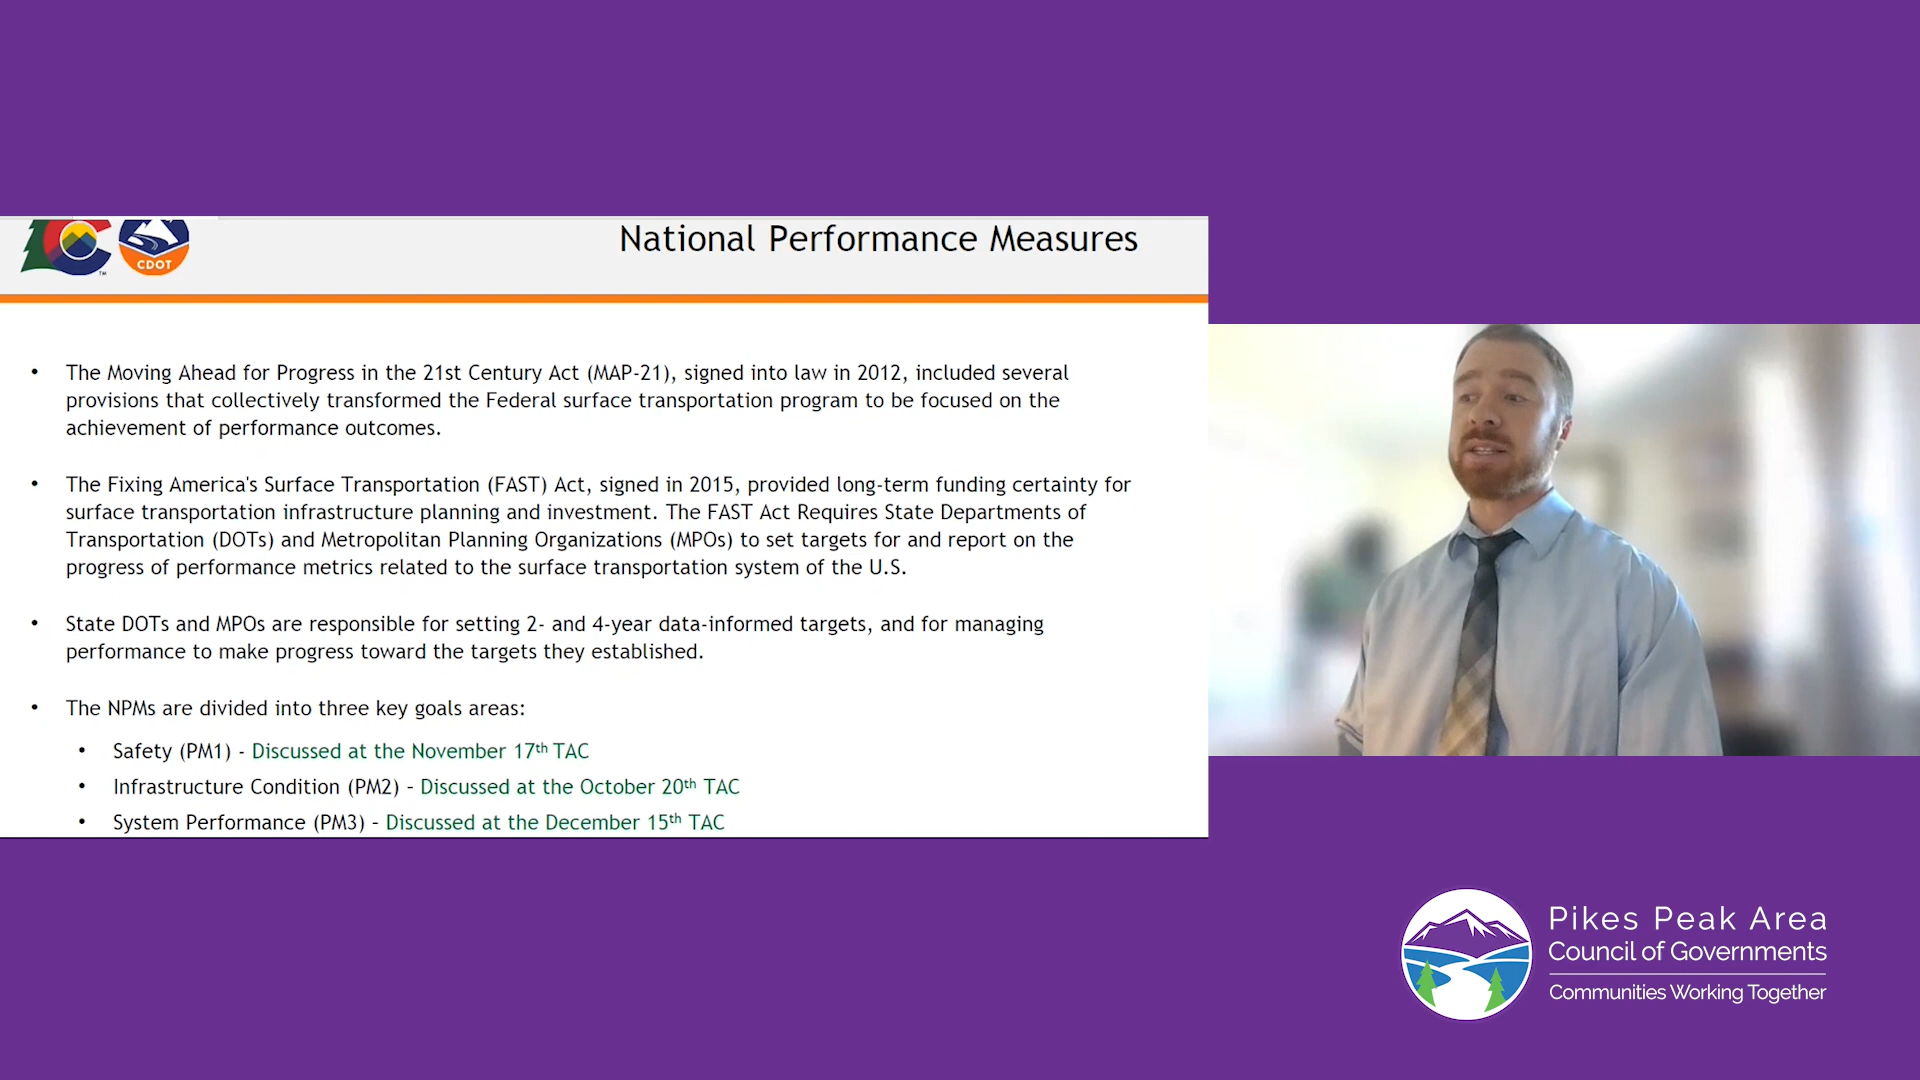 CDOT
TM
National Performance Measures
• The Moving Ahead for Progress in the 21st Century Act (MAP-21), signed into law in 2012, included several
provisions that collectively transformed the Federal surface transportation program to be focused on the
achievement of performance outcomes.
• The Fixing America's Surface Transportation (FAST) Act, signed in 2015, provided long-term funding certainty for
surface transportation infrastructure planning and investment. The FAST Act Requires State Departments of
Transportation (DOTs) and Metropolitan Planning Organizations (MPOs) to set targets for and report on the
progress of performance metrics related to the surface transportation system of the U.S.
• State DOTs and MPOs are responsible for setting 2- and 4-year data-informed targets, and for managing
performance to make progress toward the targets they established.
• The NPMs are divided into three key goals areas:
• Safety (PM1) - Discussed at the November 17th TAC
• Infrastructure Condition (PM2) – Discussed at the October 20th TAC
• System Performance (PM3) – Discussed at the December 15th TAC
Pikes Peak Area
Council of Governments
Communities Working Together